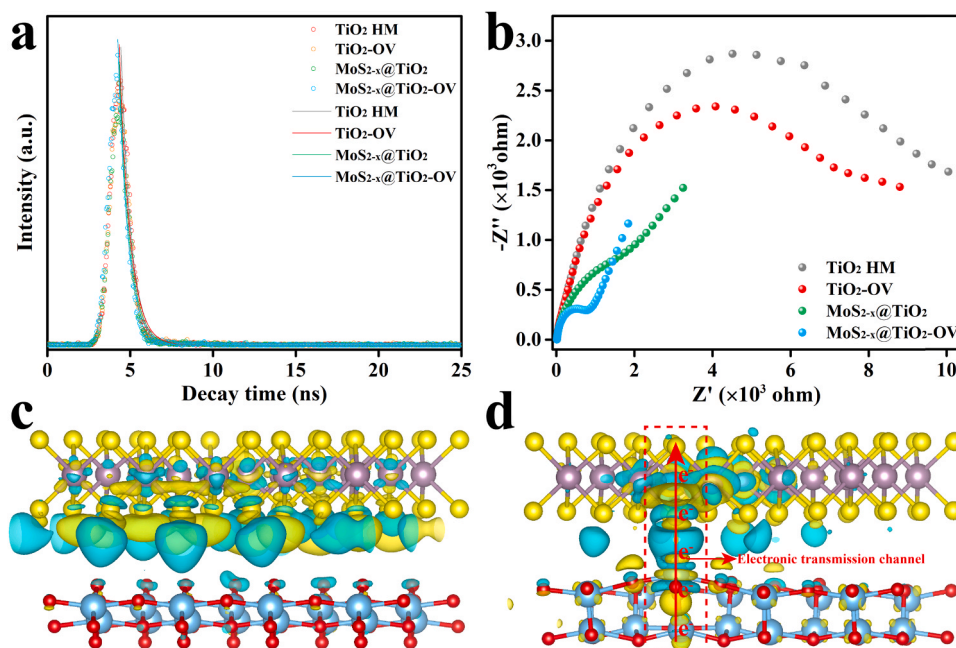 a
TiO2 HM
TiO2-OV
MoS2-x@TiO2
MoS2-x@TiO2-OV
TiO2 HM
TiO2-OV
MoS2-x@TiO2
MoS2-x@TiO2-OV
Intensity (a.u.)
0
5
10
15
20
25
Decay time (ns)
b
3.0
2.5
2.0
1.5
1.0
0.5
0.0
-Z'' (×10³ohm)
TiO2 HM
TiO2-OV
MoS2-x@TiO2
MoS2-x@TiO2-OV
0
2
4
6
8
10
Z' (×10³ ohm)
c
d
e-
e-
e-
Electronic transmission channel
e-